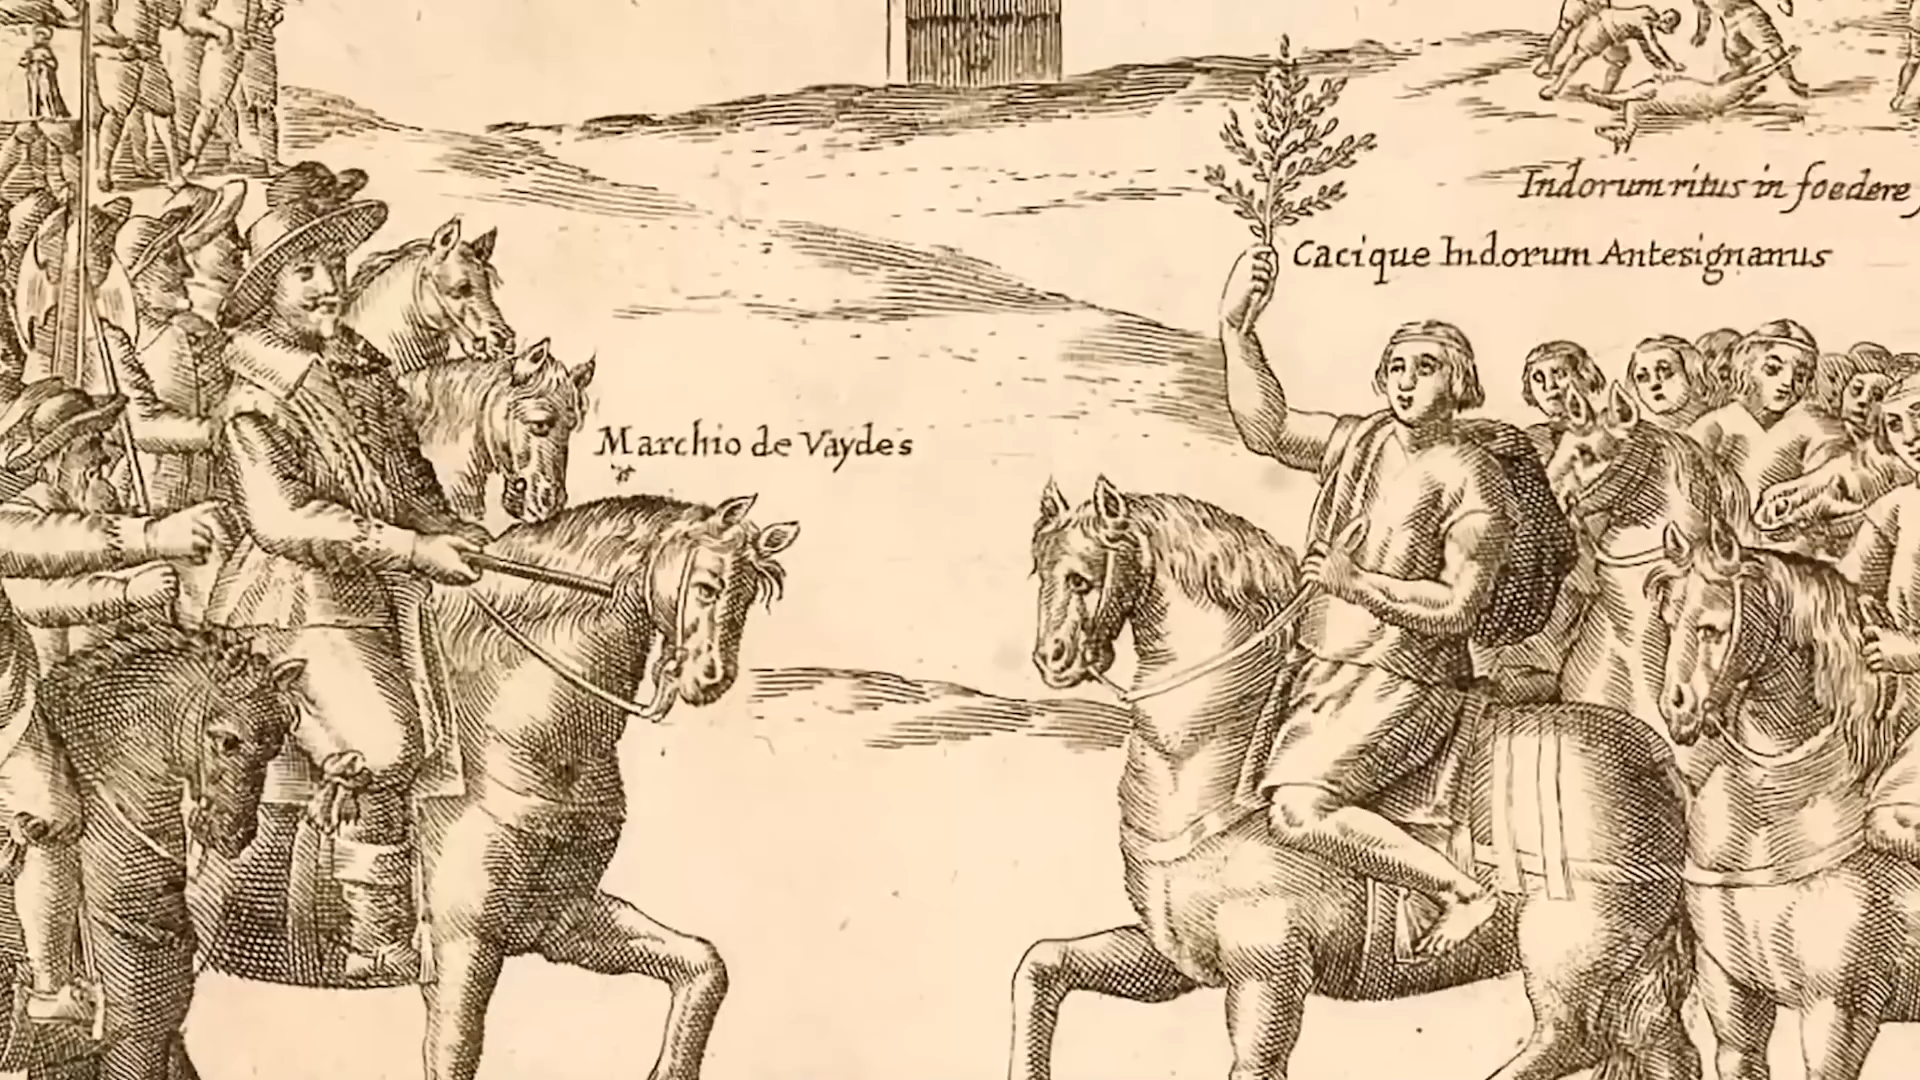 Indorum ritus in foedere
Cacique Indorum Antesignanus
Marchio de Vaydes